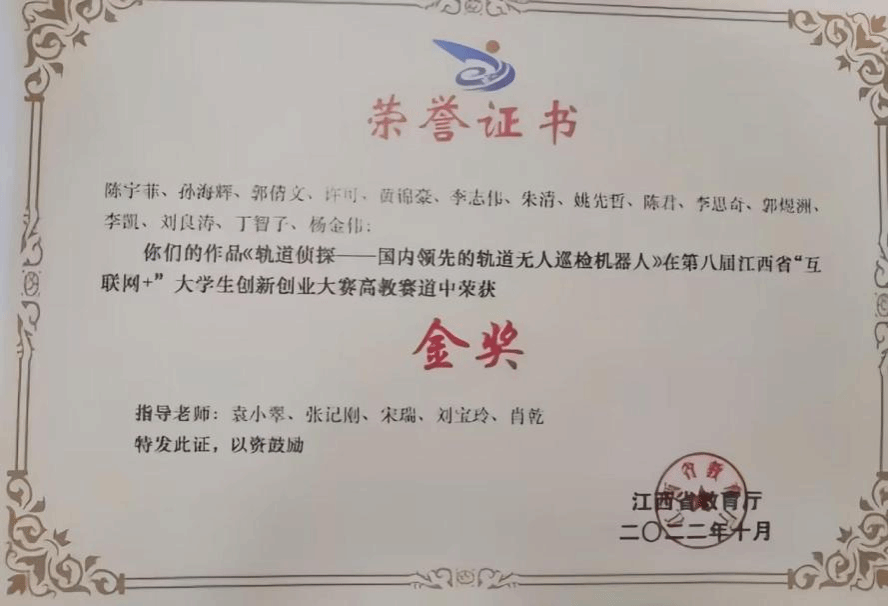 荣誉证书
陈宇菲、孙海辉、郭倩文、许可、黄锦豪、李志伟、朱清、姚先哲、陈君、李思奇、郭煜洲、
李凯、刘良涛、丁智子、杨金伟：
你们的作品《轨道侦探——国内领先的轨道无人巡检机器人》在第八届江西省“互
联网+”大学生创新创业大赛高教赛道中荣获
金奖
指导老师：袁小翠、张记刚、宋瑞、刘宝玲、肖乾
特发此证，以资鼓励
江西省教育厅
江西省教育厅
二〇二二年十月